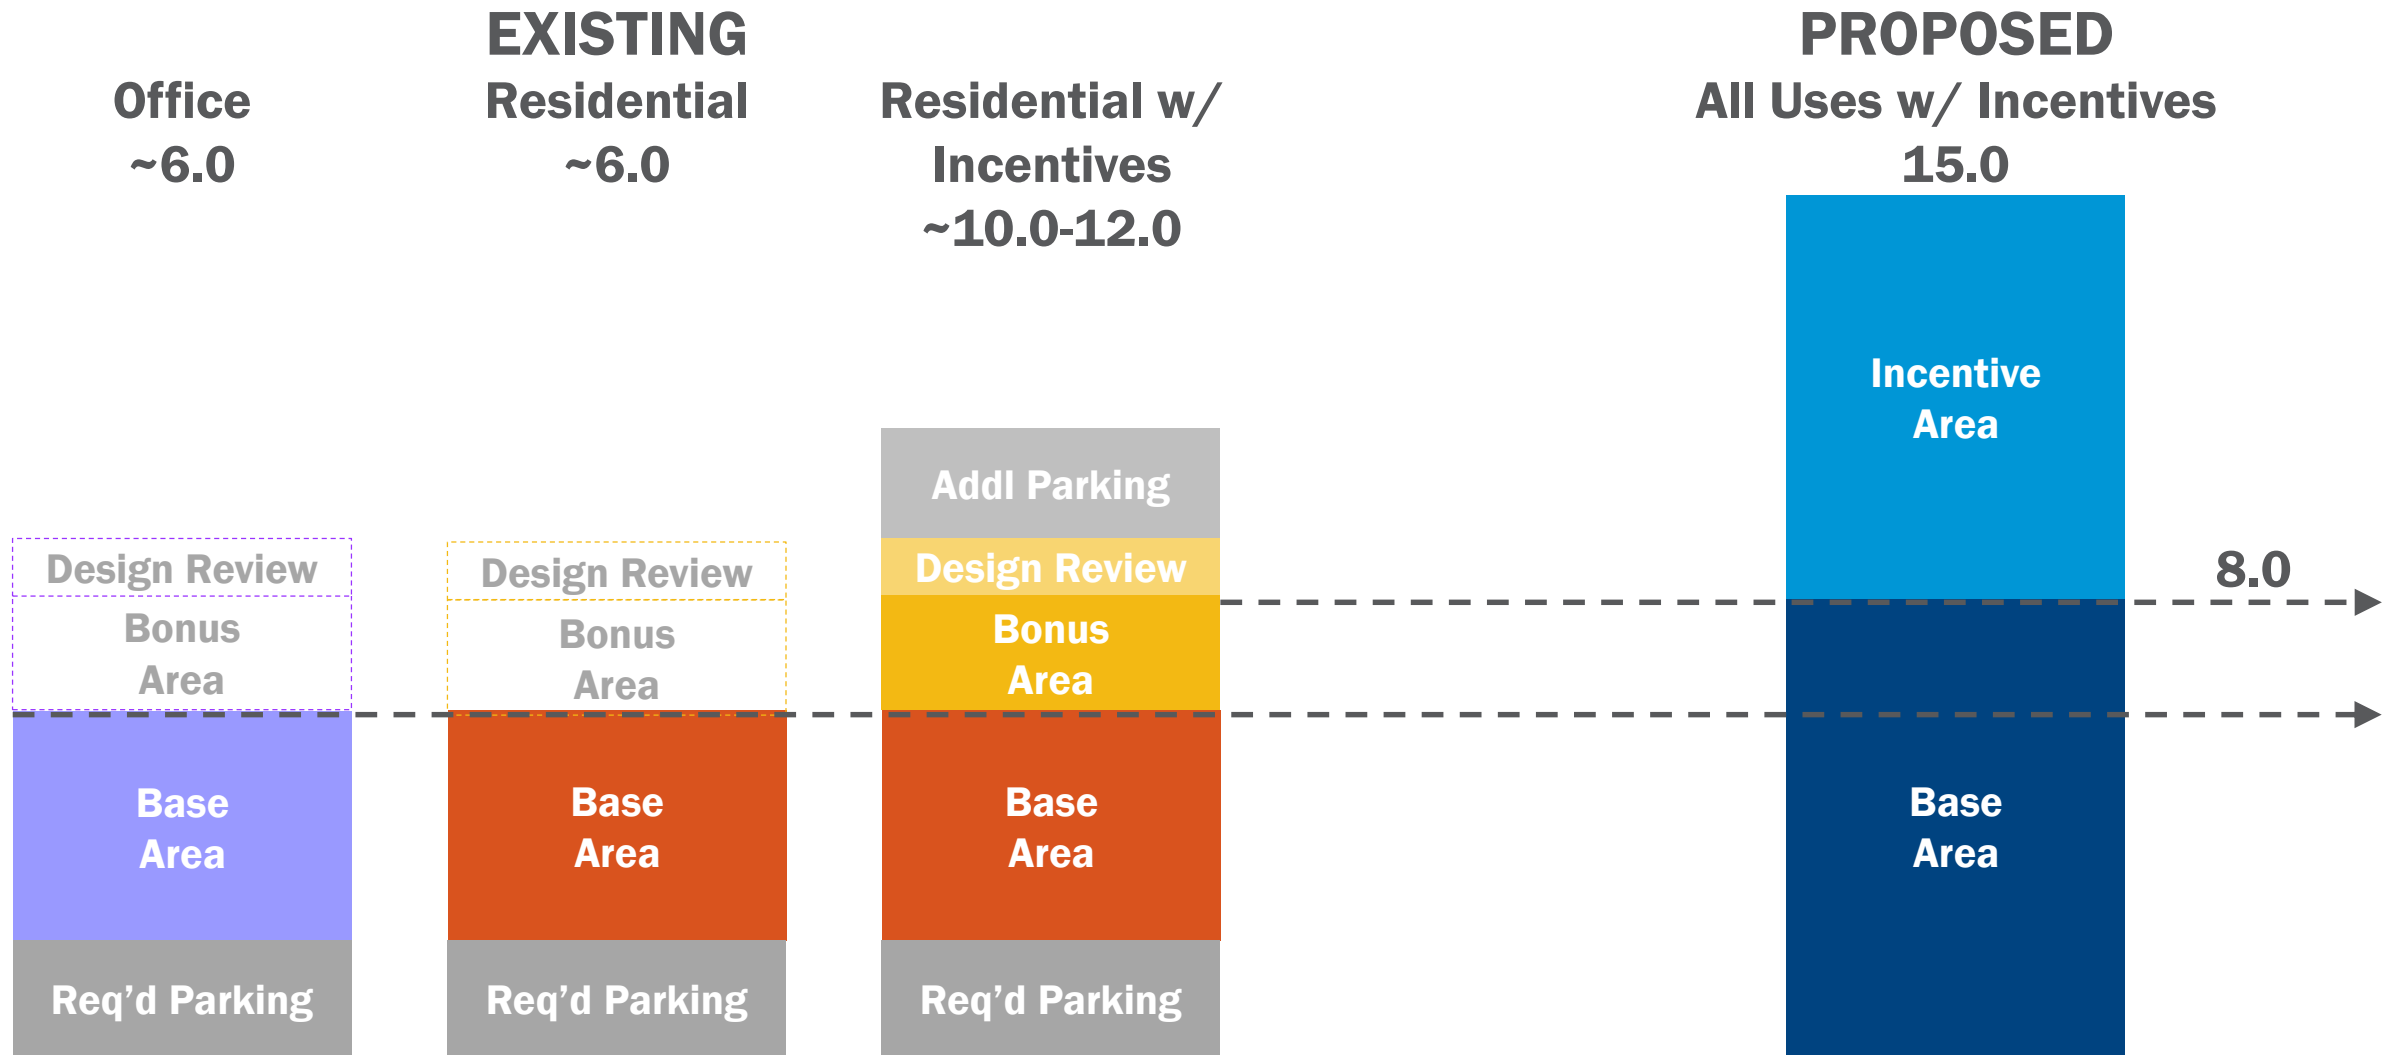 EXISTING
PROPOSED
Office
~6.0
Residential
~6.0
Residential w/
Incentives
~10.0-12.0
All Uses w/ Incentives
15.0
Design Review
Bonus
Area
Base
Area
Req’d Parking
Design Review
Bonus
Area
Base
Area
Req’d Parking
Addl Parking
Design Review
Bonus
Area
Base
Area
Req’d Parking
Incentive
Area
Base
Area
8.0